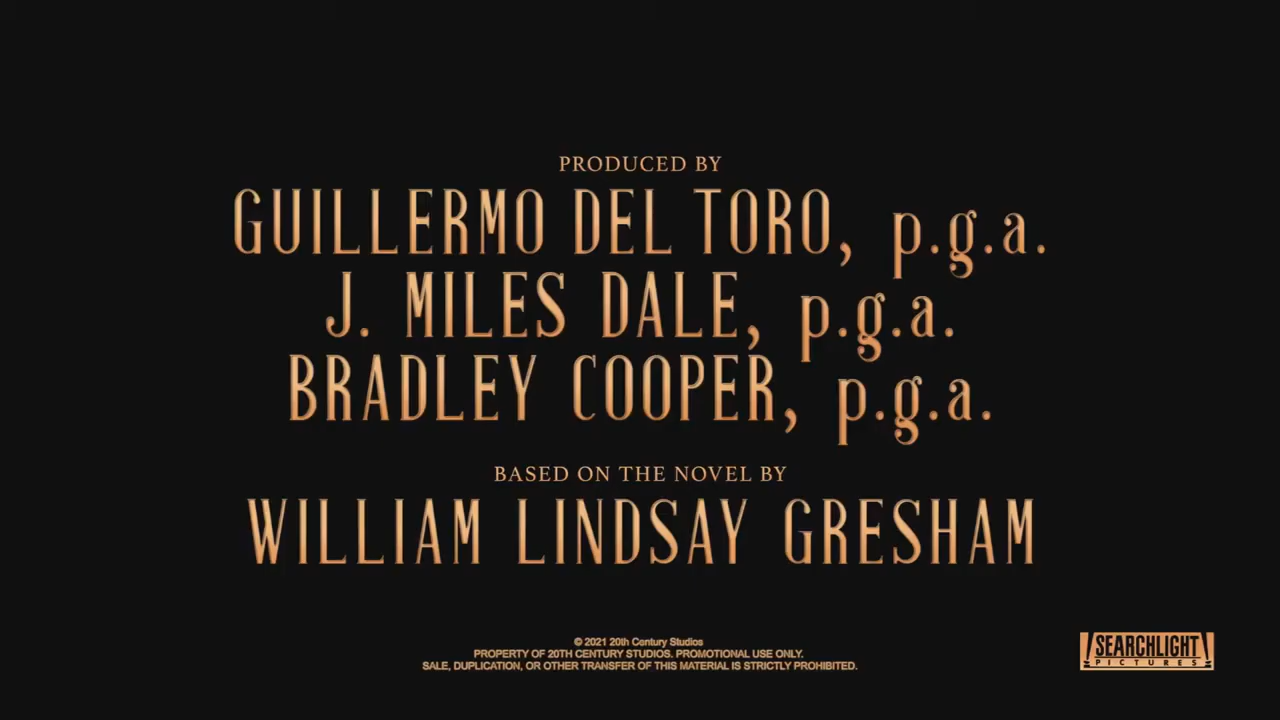 PRODUCED BY
GUILLERMO DEL TORO, p.g.a.
J. MILES DALE, p.g.a.
BRADLEY COOPER, p.g.a.
BASED ON THE NOVEL BY
WILLIAM LINDSAY GRESHAM
© 2021 20th Century Studios
PROPERTY OF 20TH CENTURY STUDIOS. PROMOTIONAL USE ONLY.
SALE, DUPLICATION, OR OTHER TRANSFER OF THIS MATERIAL IS STRICTLY PROHIBITED.
SEARCHLIGHT
PICTURES